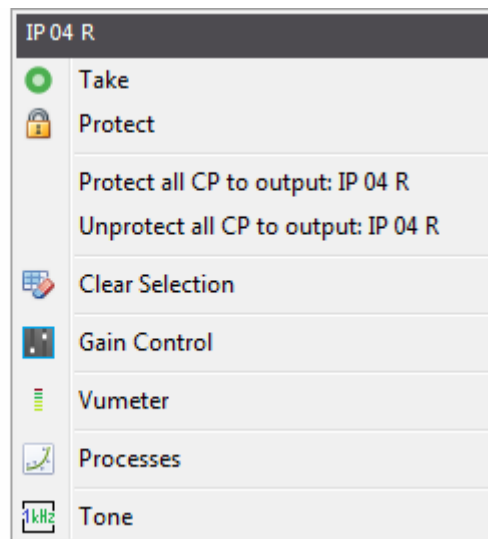 IP 04 R
Take
Protect
Protect all CP to output: IP 04 R
Unprotect all CP to output: IP 04 R
Clear Selection
Gain Control
Vumeter
Processes
1kHz
Tone